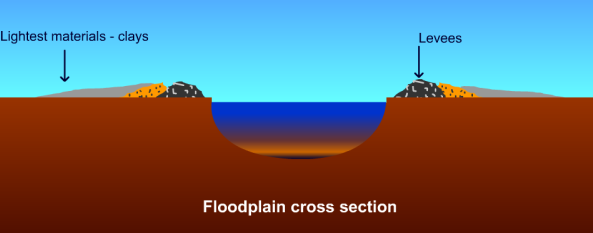 Lightest materials - clays
Levees
Floodplain cross section